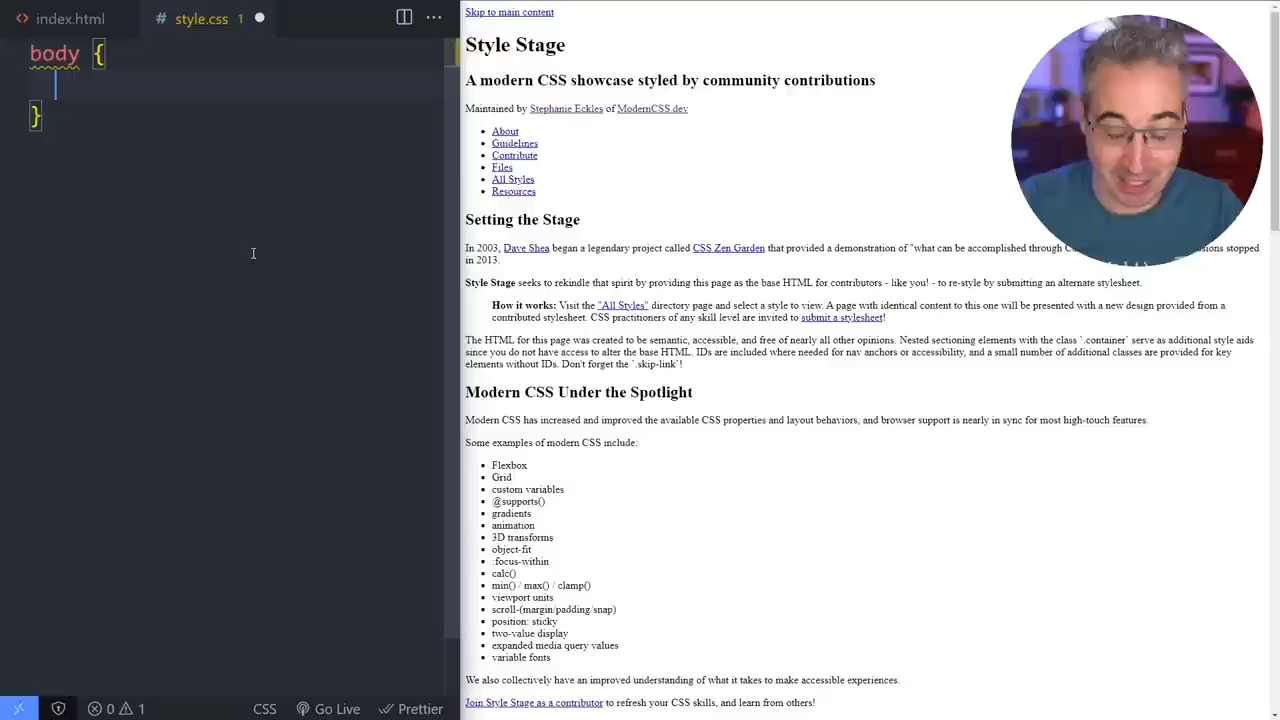 index.html
# style.css 1
body {
}
0 1 CSS Go Live Prettier
Skip to main content
Style Stage
A modern CSS showcase styled by community contributions
Maintained by Stephanie Eckles of ModernCSS.dev
About
Guidelines
Contribute
Files
All Styles
Resources
Setting the Stage
In 2003, Dave Shea began a legendary project called CSS Zen Garden that provided a demonstration of "what can be accomplished through stopped
in 2013.
Style Stage seeks to rekindle that spirit by providing this page as the base HTML for contributors - like you! - to re-style by submitting an alternate stylesheet.
How it works: Visit the "All Styles" directory page and select a style to view. A page with identical content to this one will be presented with a new design provided from a
contributed stylesheet. CSS practitioners of any skill level are invited to submit a stylesheet!
The HTML for this page was created to be semantic, accessible, and free of nearly all other opinions. Nested sectioning elements with the class `.container` serve as additional style aids
since you do not have access to alter the base HTML. IDs are included where needed for nav anchors or accessibility, and a small number of additional classes are provided for key
elements without IDs. Don't forget the `.skip-link`!
Modern CSS Under the Spotlight
Modern CSS has increased and improved the available CSS properties and layout behaviors, and browser support is nearly in sync for most high-touch features.
Some examples of modern CSS include:
Flexbox
Grid
custom variables
@supports()
gradients
animation
3D transforms
object-fit
:focus-within
calc()
min() / max() / clamp()
viewport units
scroll-(margin/padding/snap)
position: sticky
two-value display
expanded media query values
variable fonts
We also collectively have an improved understanding of what it takes to make accessible experiences.
Join Style Stage as a contributor to refresh your CSS skills, and learn from others!